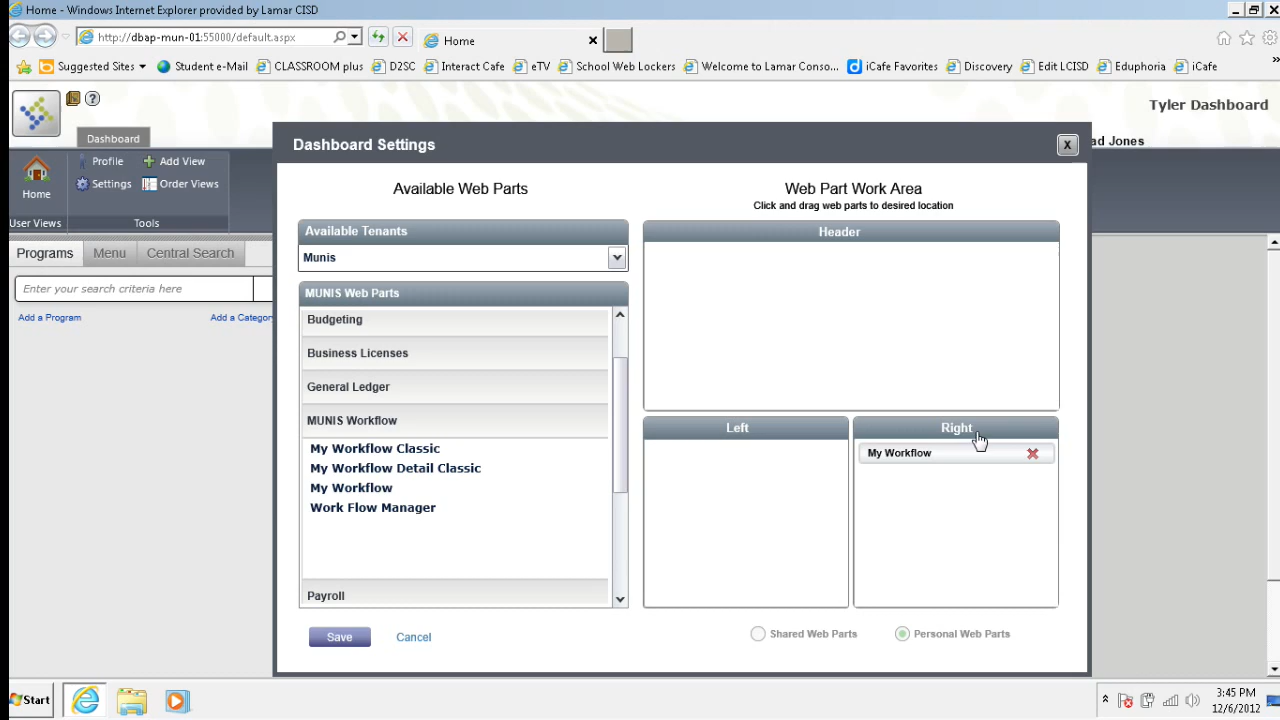 Home - Windows Internet Explorer provided by Lamar CISD
http://dbap-mun-01:55000/default.aspx
Home
Suggested Sites
Student e-Mail
CLASSROOM plus
D2SC
Interact Cafe
eTV
School Web Lockers
Welcome to Lamar Conso...
iCafe Favorites
Discovery
Edit LCISD
Eduphoria
iCafe
Tyler Dashboard
Dashboard
ad Jones
Home
Profile
Add View
Settings
Order Views
User Views
Tools
Programs
Menu
Central Search
Enter your search criteria here
Add a Program
Add a Categor
Dashboard Settings
X
Available Web Parts
Available Tenants
Munis
MUNIS Web Parts
Budgeting
Business Licenses
General Ledger
MUNIS Workflow
My Workflow Classic
My Workflow Detail Classic
My Workflow
Work Flow Manager
Payroll
Save
Cancel
Web Part Work Area
Click and drag web parts to desired location
Header
Left
Right
My Workflow
Shared Web Parts
Personal Web Parts
Start
3:45 PM
12/6/2012